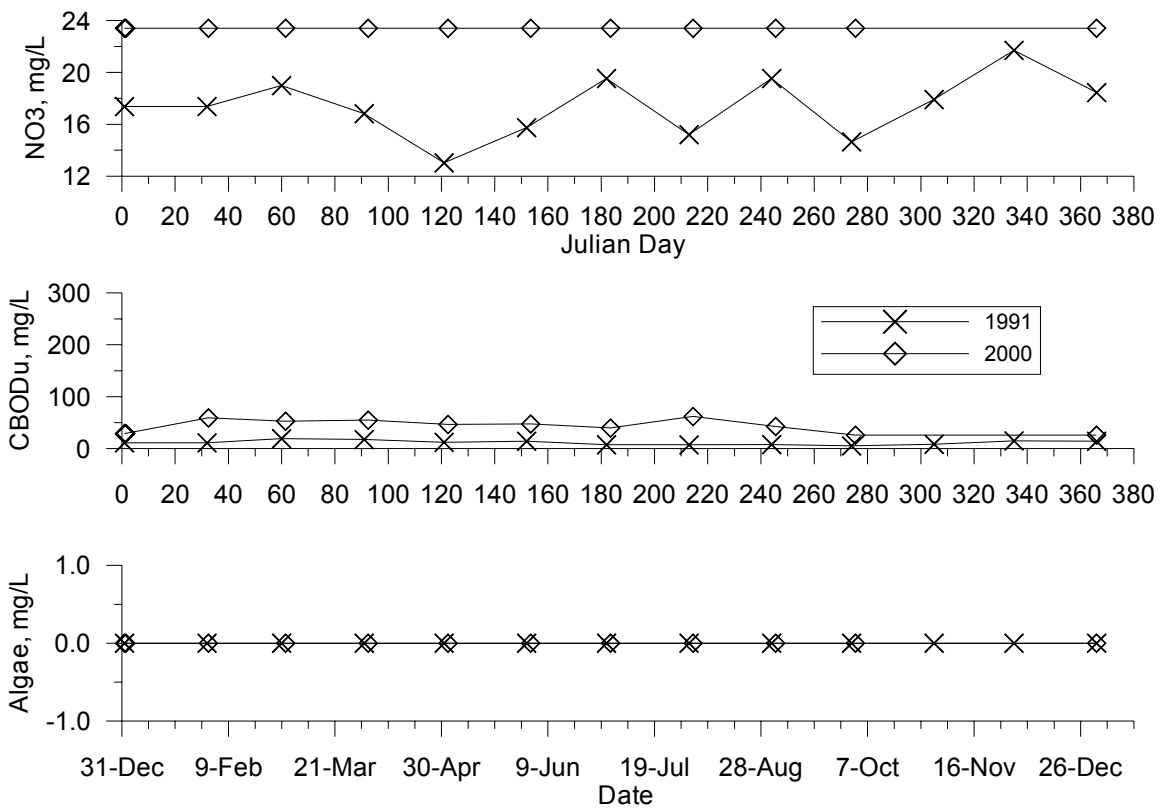 24
20
16
12
NO3, mg/L
0 20 40 60 80 100 120 140 160 180 200 220 240 260 280 300 320 340 360 380
Julian Day
300
200
100
0
CBODu, mg/L
1991
2000
0 20 40 60 80 100 120 140 160 180 200 220 240 260 280 300 320 340 360 380
1.0
0.0
-1.0
Algae, mg/L
31-Dec 9-Feb 21-Mar 30-Apr 9-Jun 19-Jul 28-Aug 7-Oct 16-Nov 26-Dec
Date